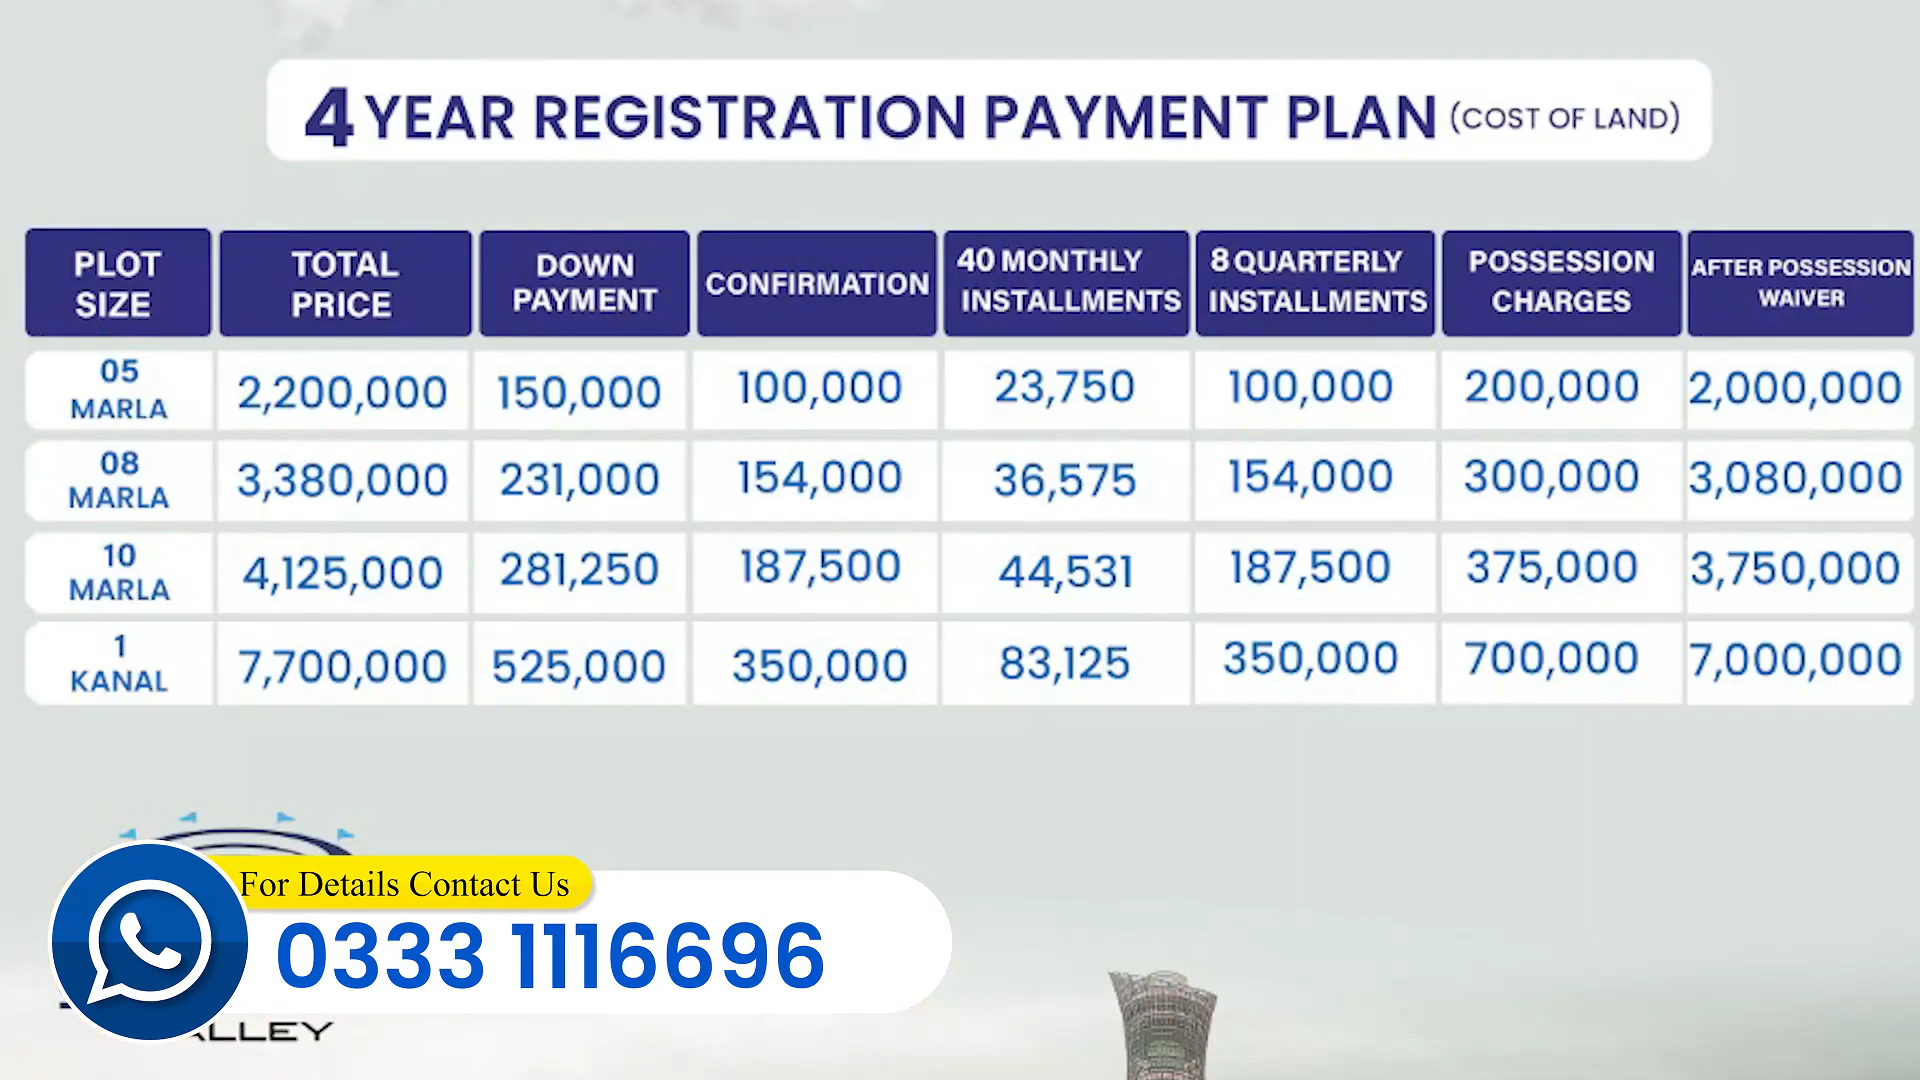 4 YEAR REGISTRATION PAYMENT PLAN (COST OF LAND)
PLOT SIZE TOTAL PRICE DOWN PAYMENT CONFIRMATION 40 MONTHLY INSTALLMENTS 8 QUARTERLY INSTALLMENTS POSSESSION CHARGES AFTER POSSESSION WAIVER
05 MARLA 2,200,000 150,000 100,000 23,750 100,000 200,000 2,000,000
08 MARLA 3,380,000 231,000 154,000 36,575 154,000 300,000 3,080,000
10 MARLA 4,125,000 281,250 187,500 44,531 187,500 375,000 3,750,000
1 KANAL 7,700,000 525,000 350,000 83,125 350,000 700,000 7,000,000
For Details Contact Us
0333 1116696